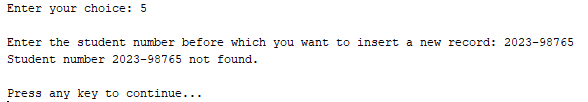 Enter your choice: 5
Enter the student number before which you want to insert a new record: 2023-98765
Student number 2023-98765 not found.
Press any key to continue...